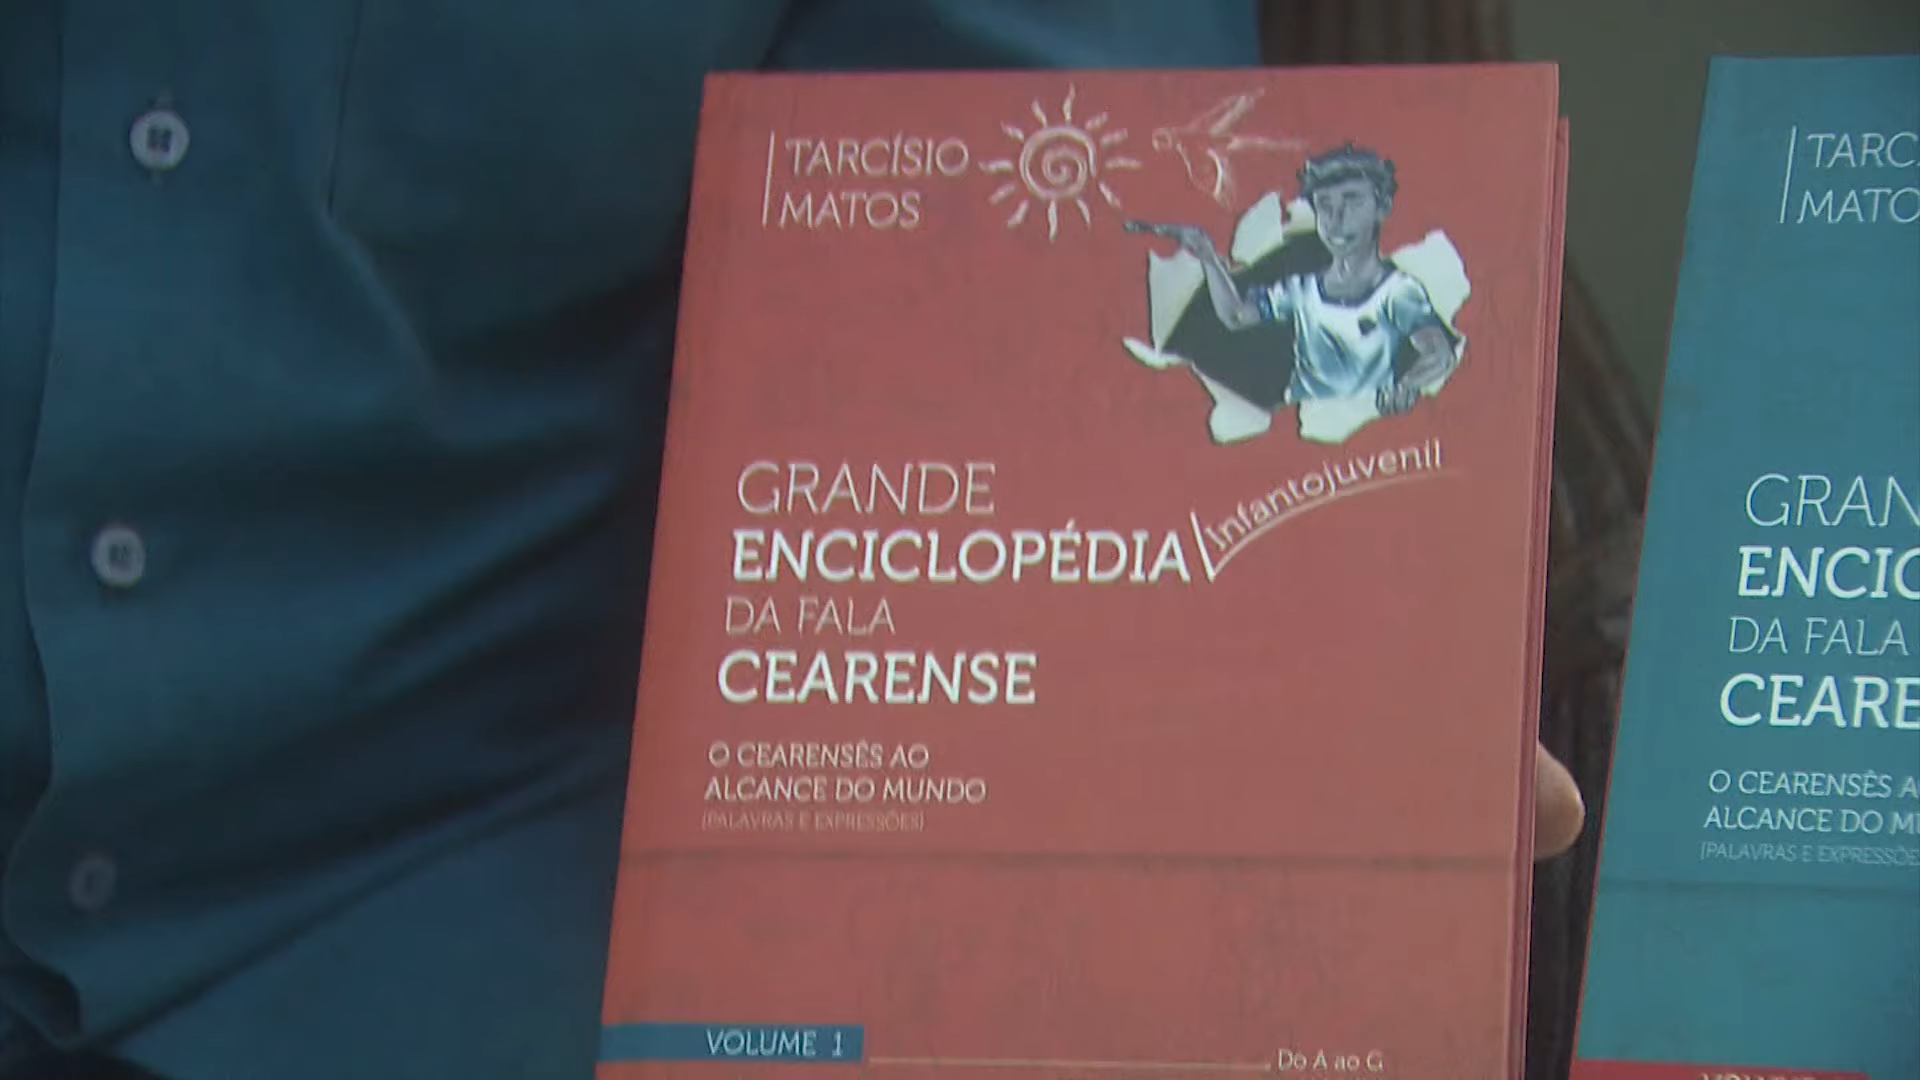 TARCÍSIO
MATOS
GRANDE
ENCICLOPÉDIA
Infantojuvenil
DA FALA
CEARENSE
O CEARENSÊS AO
ALCANCE DO MUNDO
(PALAVRAS E EXPRESSÕES)
VOLUME 1
Do A ao G
TARC
MATO
GRAN
ENCIC
DA FALA
CEARE
O CEARENSÊS A
ALCANCE DO M
(PALAVRAS E EXPRESSÕE